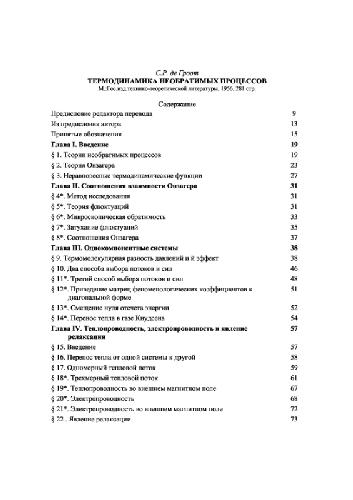 С.Р. де Гроот
ТЕРМОДИНАМИКА НЕОБРАТИМЫХ ПРОЦЕССОВ
М.:Гос.изд.технико-теоретической литературы, 1956, 281 стр.
Содержание
Предисловие редактора перевода 9
Из предисловия автора 13
Принятые обозначения 15
Глава I. Введение 19
§ 1. Теория необратимых процессов 19
§ 2. Теория Онзагера 23
§ 3. Неравновесные термодинамические функции 27
Глава II. Соотношения взаимности Онзагера 31
§ 4*. Метод исследования 31
§ 5*. Теория флюктуаций 31
§ 6*. Микроскопическая обратимость 33
§ 7*. Затухание флюктуаций 35
§ 8*. Соотношения Онзагера 37
Глава III. Однокомпонентные системы 38
§ 9. Термомолекулярная разность давлений и й эффект 38
§ 10. Два способа выбора потоков и сил 46
§ 11*. Третий способ выбора потоков и сил 48
§ 12*. Приведение матриц феноменологических коэффициентов к 51
диагональной форме
§ 13*. Смещение нуля отсчета энергии 52
§ 14*. Перенос тепла в газе Кнудсена 54
Глава IV. Теплопроводность, электропроводность и явление 57
релаксации
§ 15. Введение 57
§ 16. Перенос тепла от одной системы к другой 58
§ 17. Одномерный тепловой поток 59
§ 18*. Трехмерный тепловой поток 61
§ 19*. Теплопроводность во внешнем магнитном поле 67
§ 20*. Электропроводность 68
§ 21*. Электропроводность во внешнем магнитном поле 72
§ 22. Явление релаксации 73